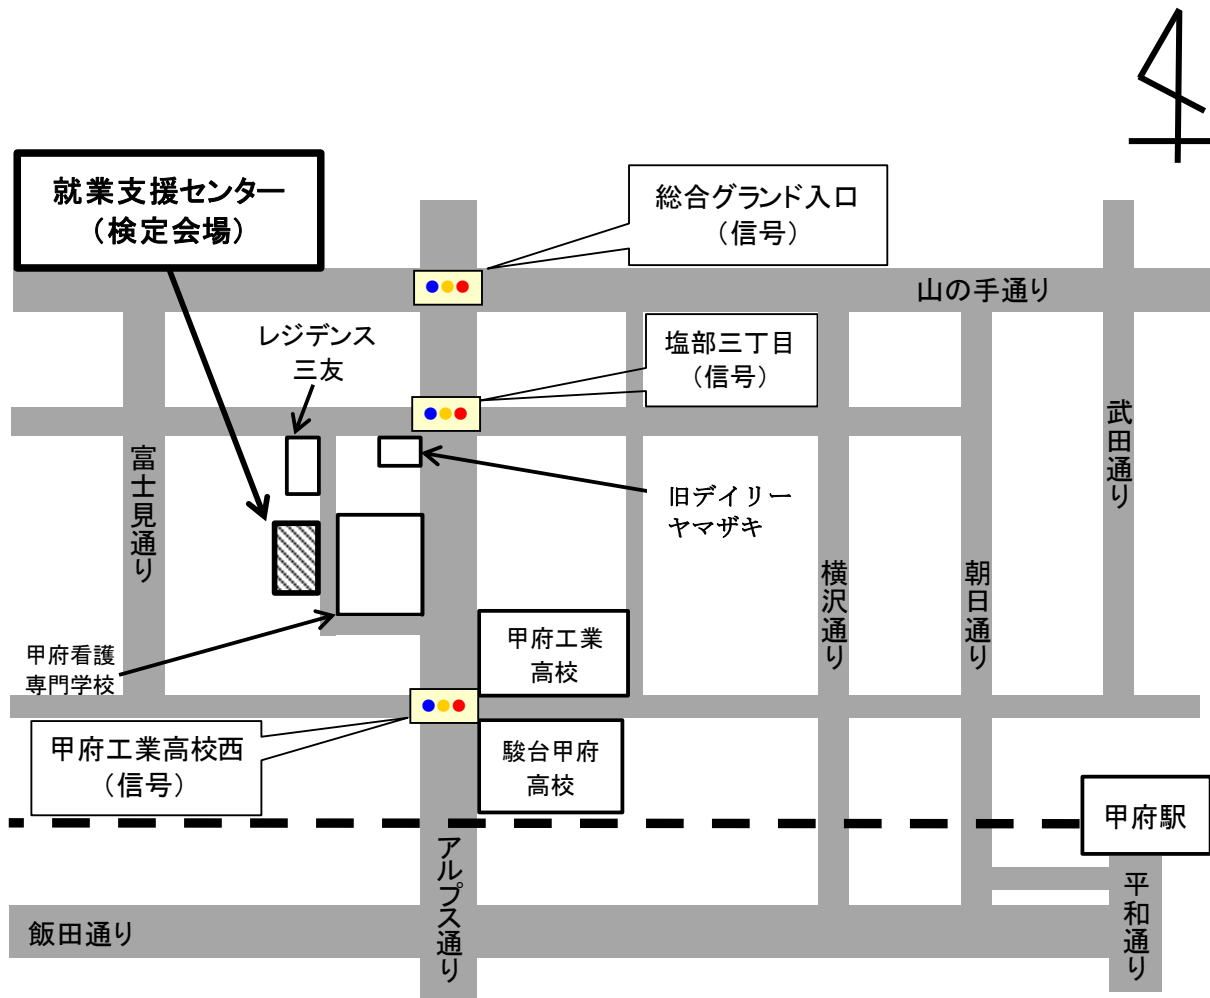 就業支援センター
（検定会場）
総合グランド入口
（信号）
山の手通り
レジデンス
三友
塩部三丁目
（信号）
武田通り
富士見通り
旧デイリー
ヤマザキ
横沢通り
朝日通り
甲府工業
高校
甲府看護
専門学校
甲府工業高校西
（信号）
駿台甲府
高校
甲府駅
アルプス通り
平和通り
飯田通り